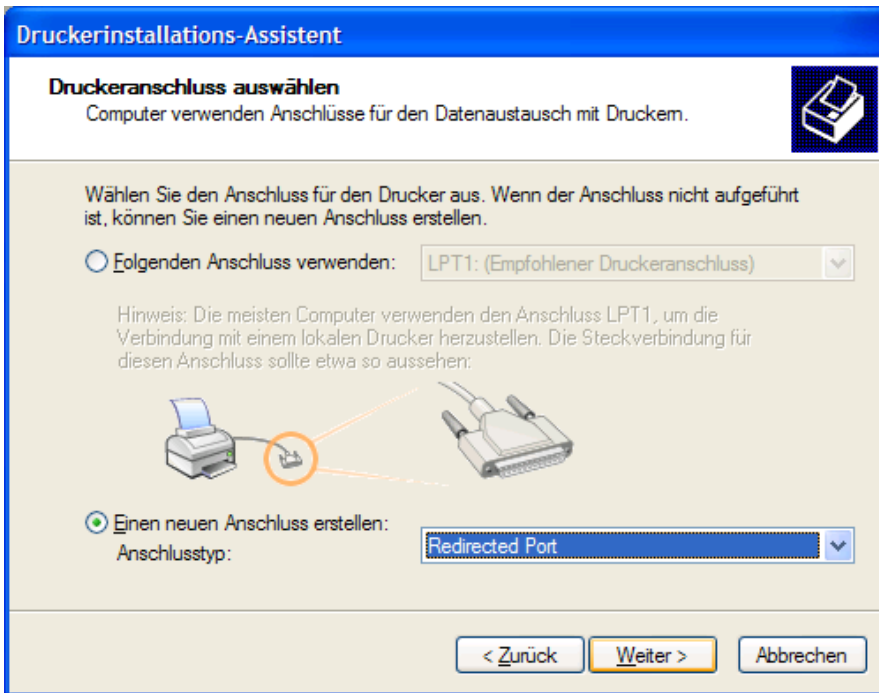 Druckerinstallations-Assistent
Druckeranschluss auswählen
Computer verwenden Anschlüsse für den Datenaustausch mit Druckern.
Wählen Sie den Anschluss für den Drucker aus. Wenn der Anschluss nicht aufgeführt
ist, können Sie einen neuen Anschluss erstellen.
Folgenden Anschluss verwenden: LPT1: (Empfohlener Druckeranschluss)
Hinweis: Die meisten Computer verwenden den Anschluss LPT1, um die
Verbindung mit einem lokalen Drucker herzustellen. Die Steckverbindung für
diesen Anschluss sollte etwa so aussehen:
Einen neuen Anschluss erstellen:
Anschlusstyp: Redirected Port
< Zurück Weiter > Abbrechen